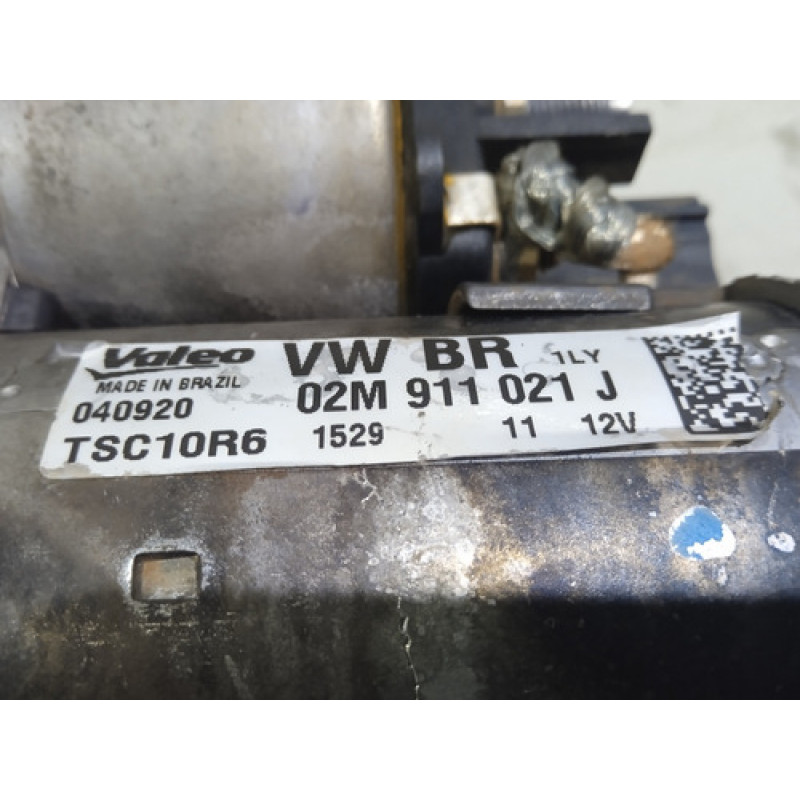 Valeo VW BR 1LY
MADE IN BRAZIL 02M 911 021 J
040920
TSC10R6 1529 11 12V